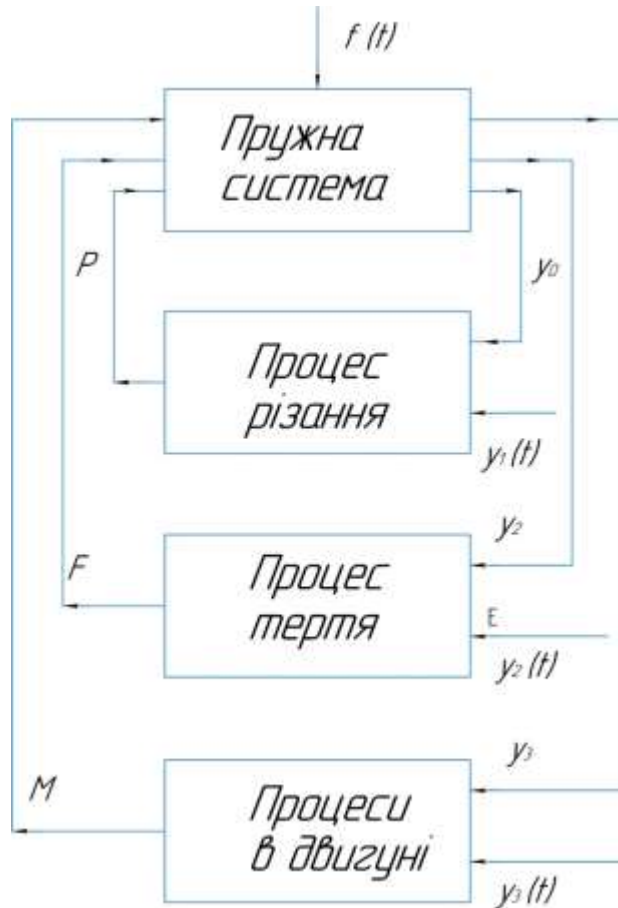 f (t)
Пружна
система
P
y₀
Процес
різання
y₁(t)
y₂
F
Процес
тертя
E
y₂(t)
y₃
M
Процеси
в двигуні
y₃(t)